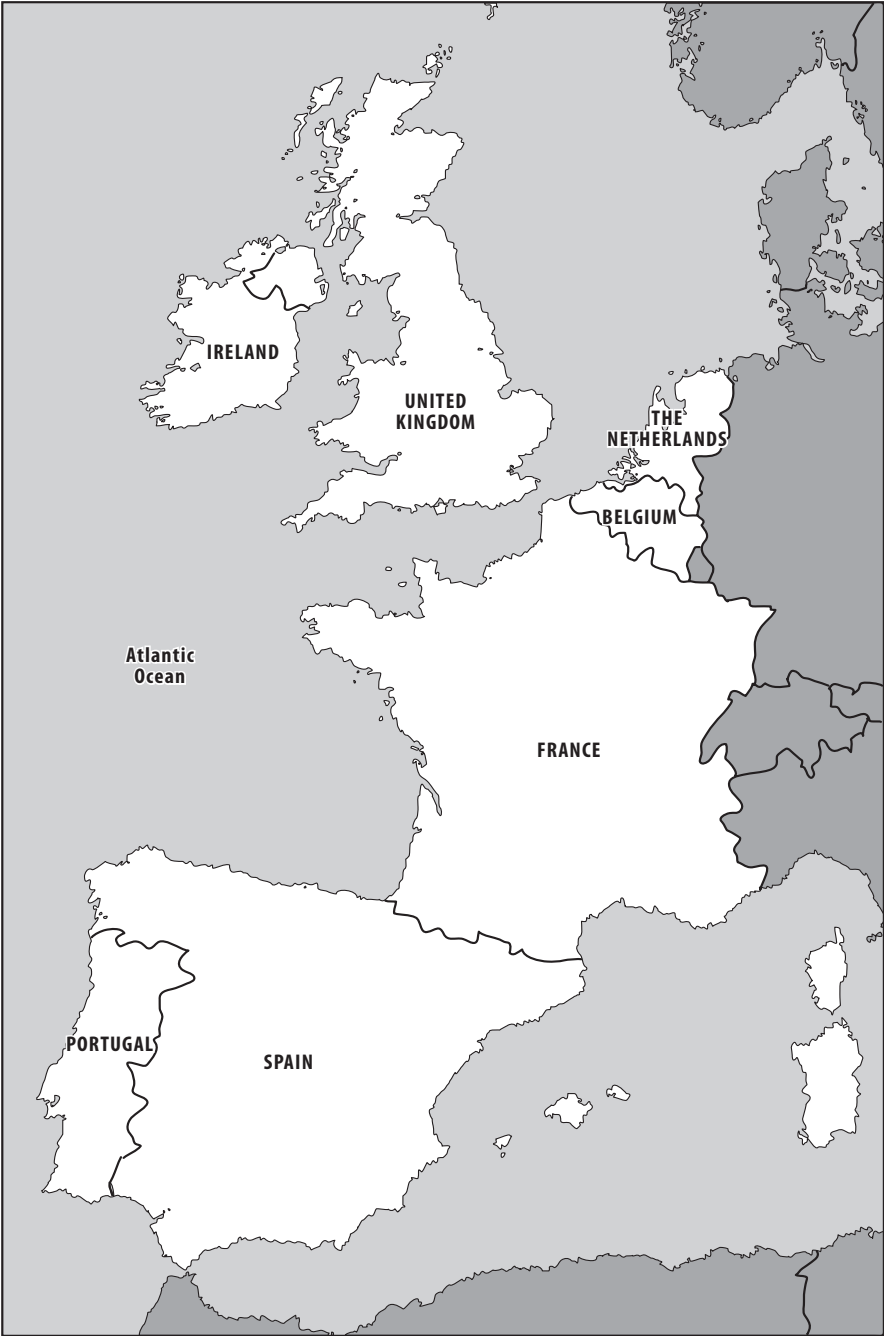 IRELAND
UNITED
KINGDOM
THE
NETHERLANDS
BELGIUM
Atlantic
Ocean
FRANCE
PORTUGAL
SPAIN